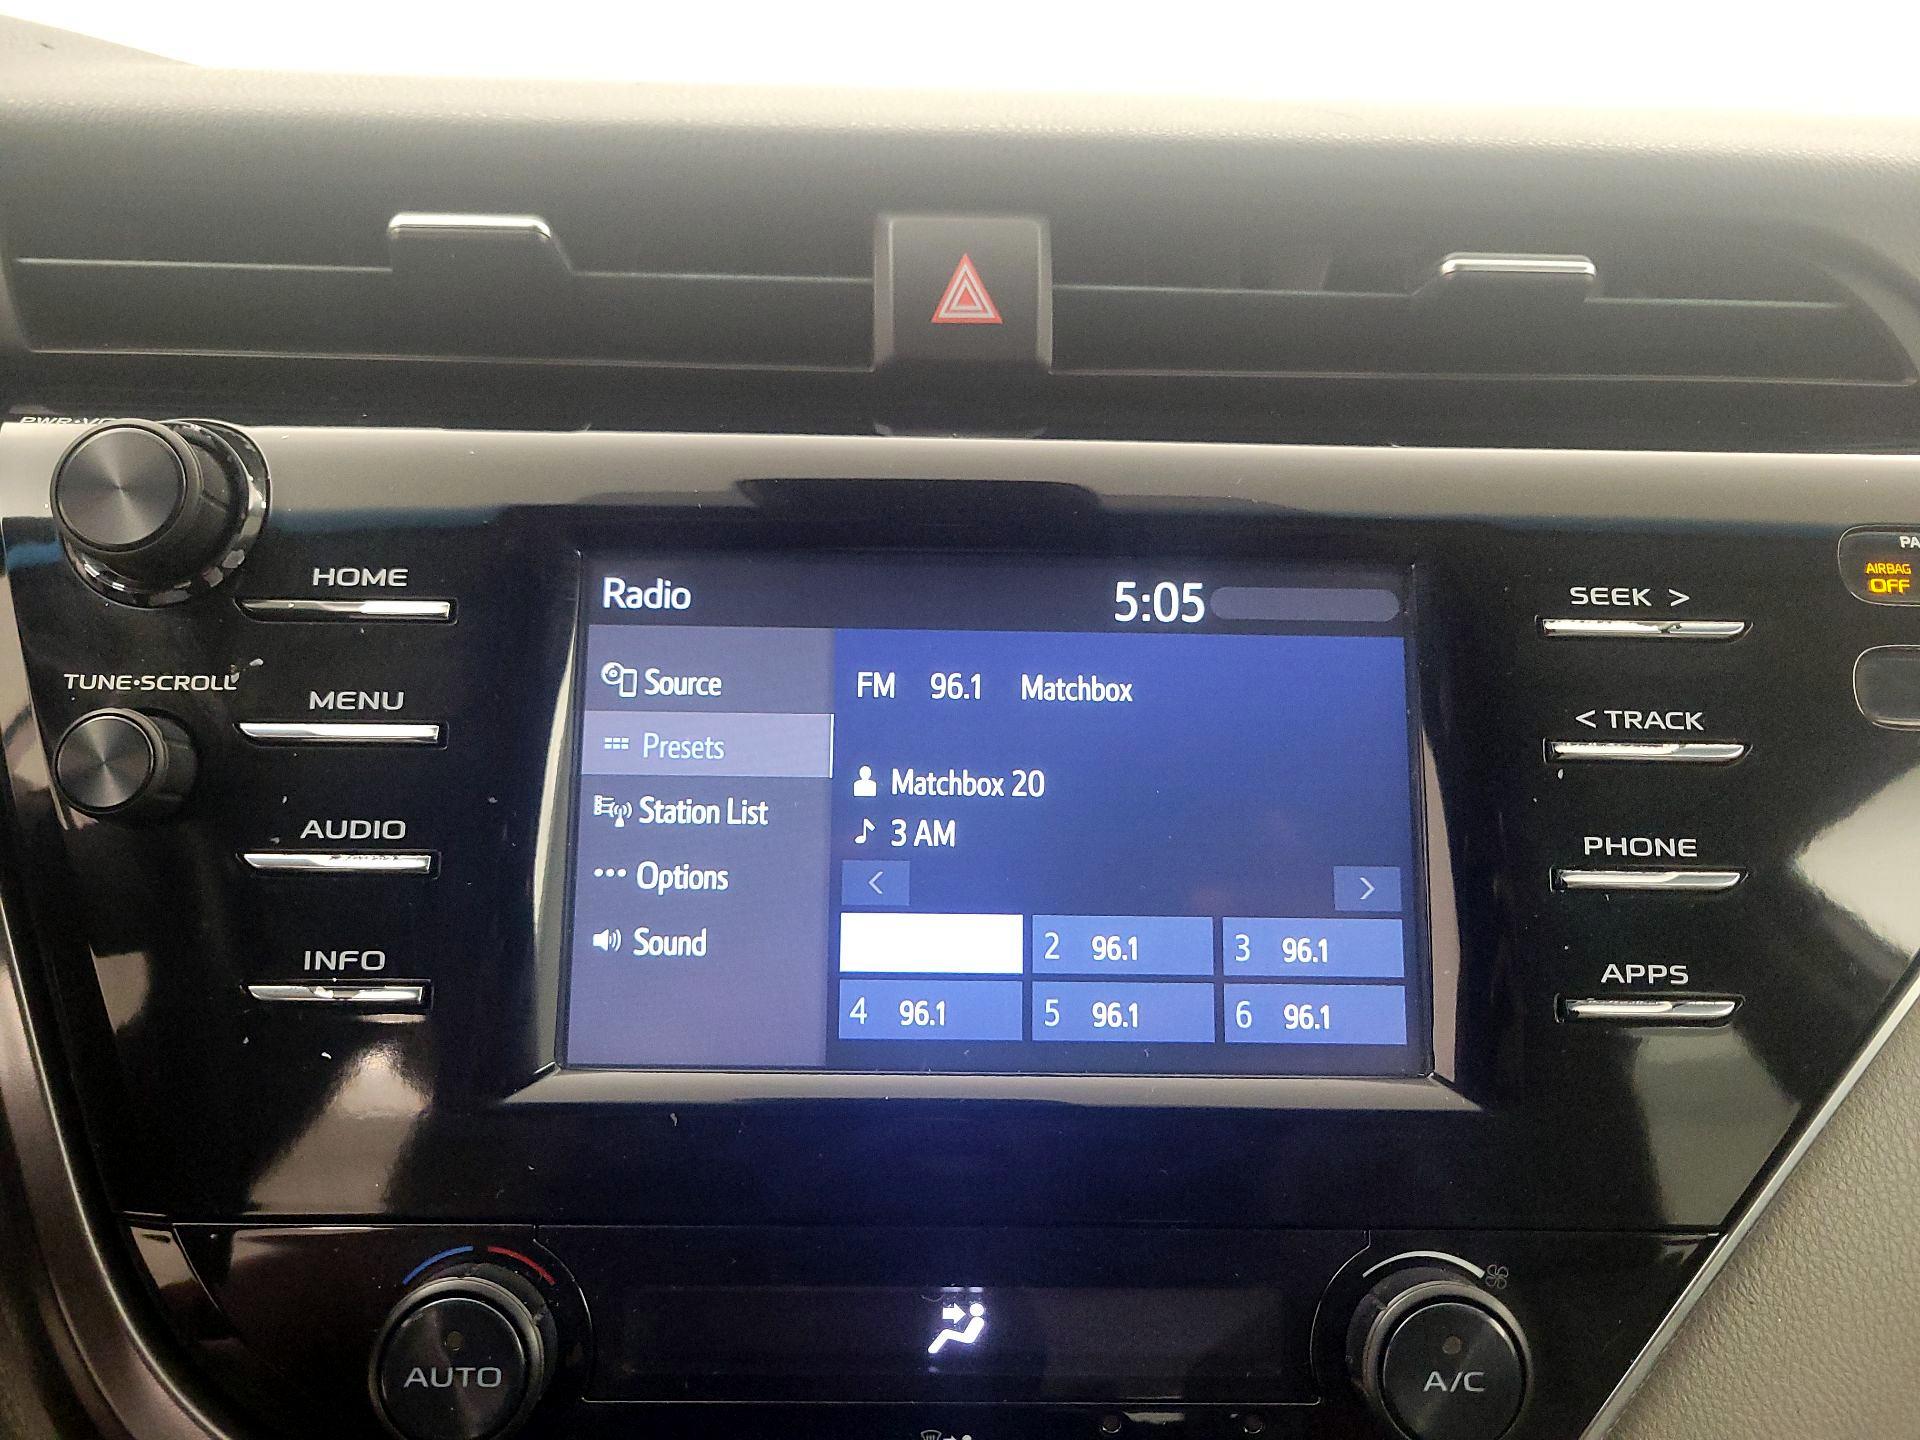 HOME
TUNE•SCROLL
MENU
AUDIO
INFO
Radio
5:05
Source
Presets
Station List
Options
Sound
FM 96.1 Matchbox
Matchbox 20
3 AM
<
>
2 96.1
3 96.1
4 96.1
5 96.1
6 96.1
SEEK >
< TRACK
PHONE
APPS
AIRBAG
OFF
AUTO
A/C